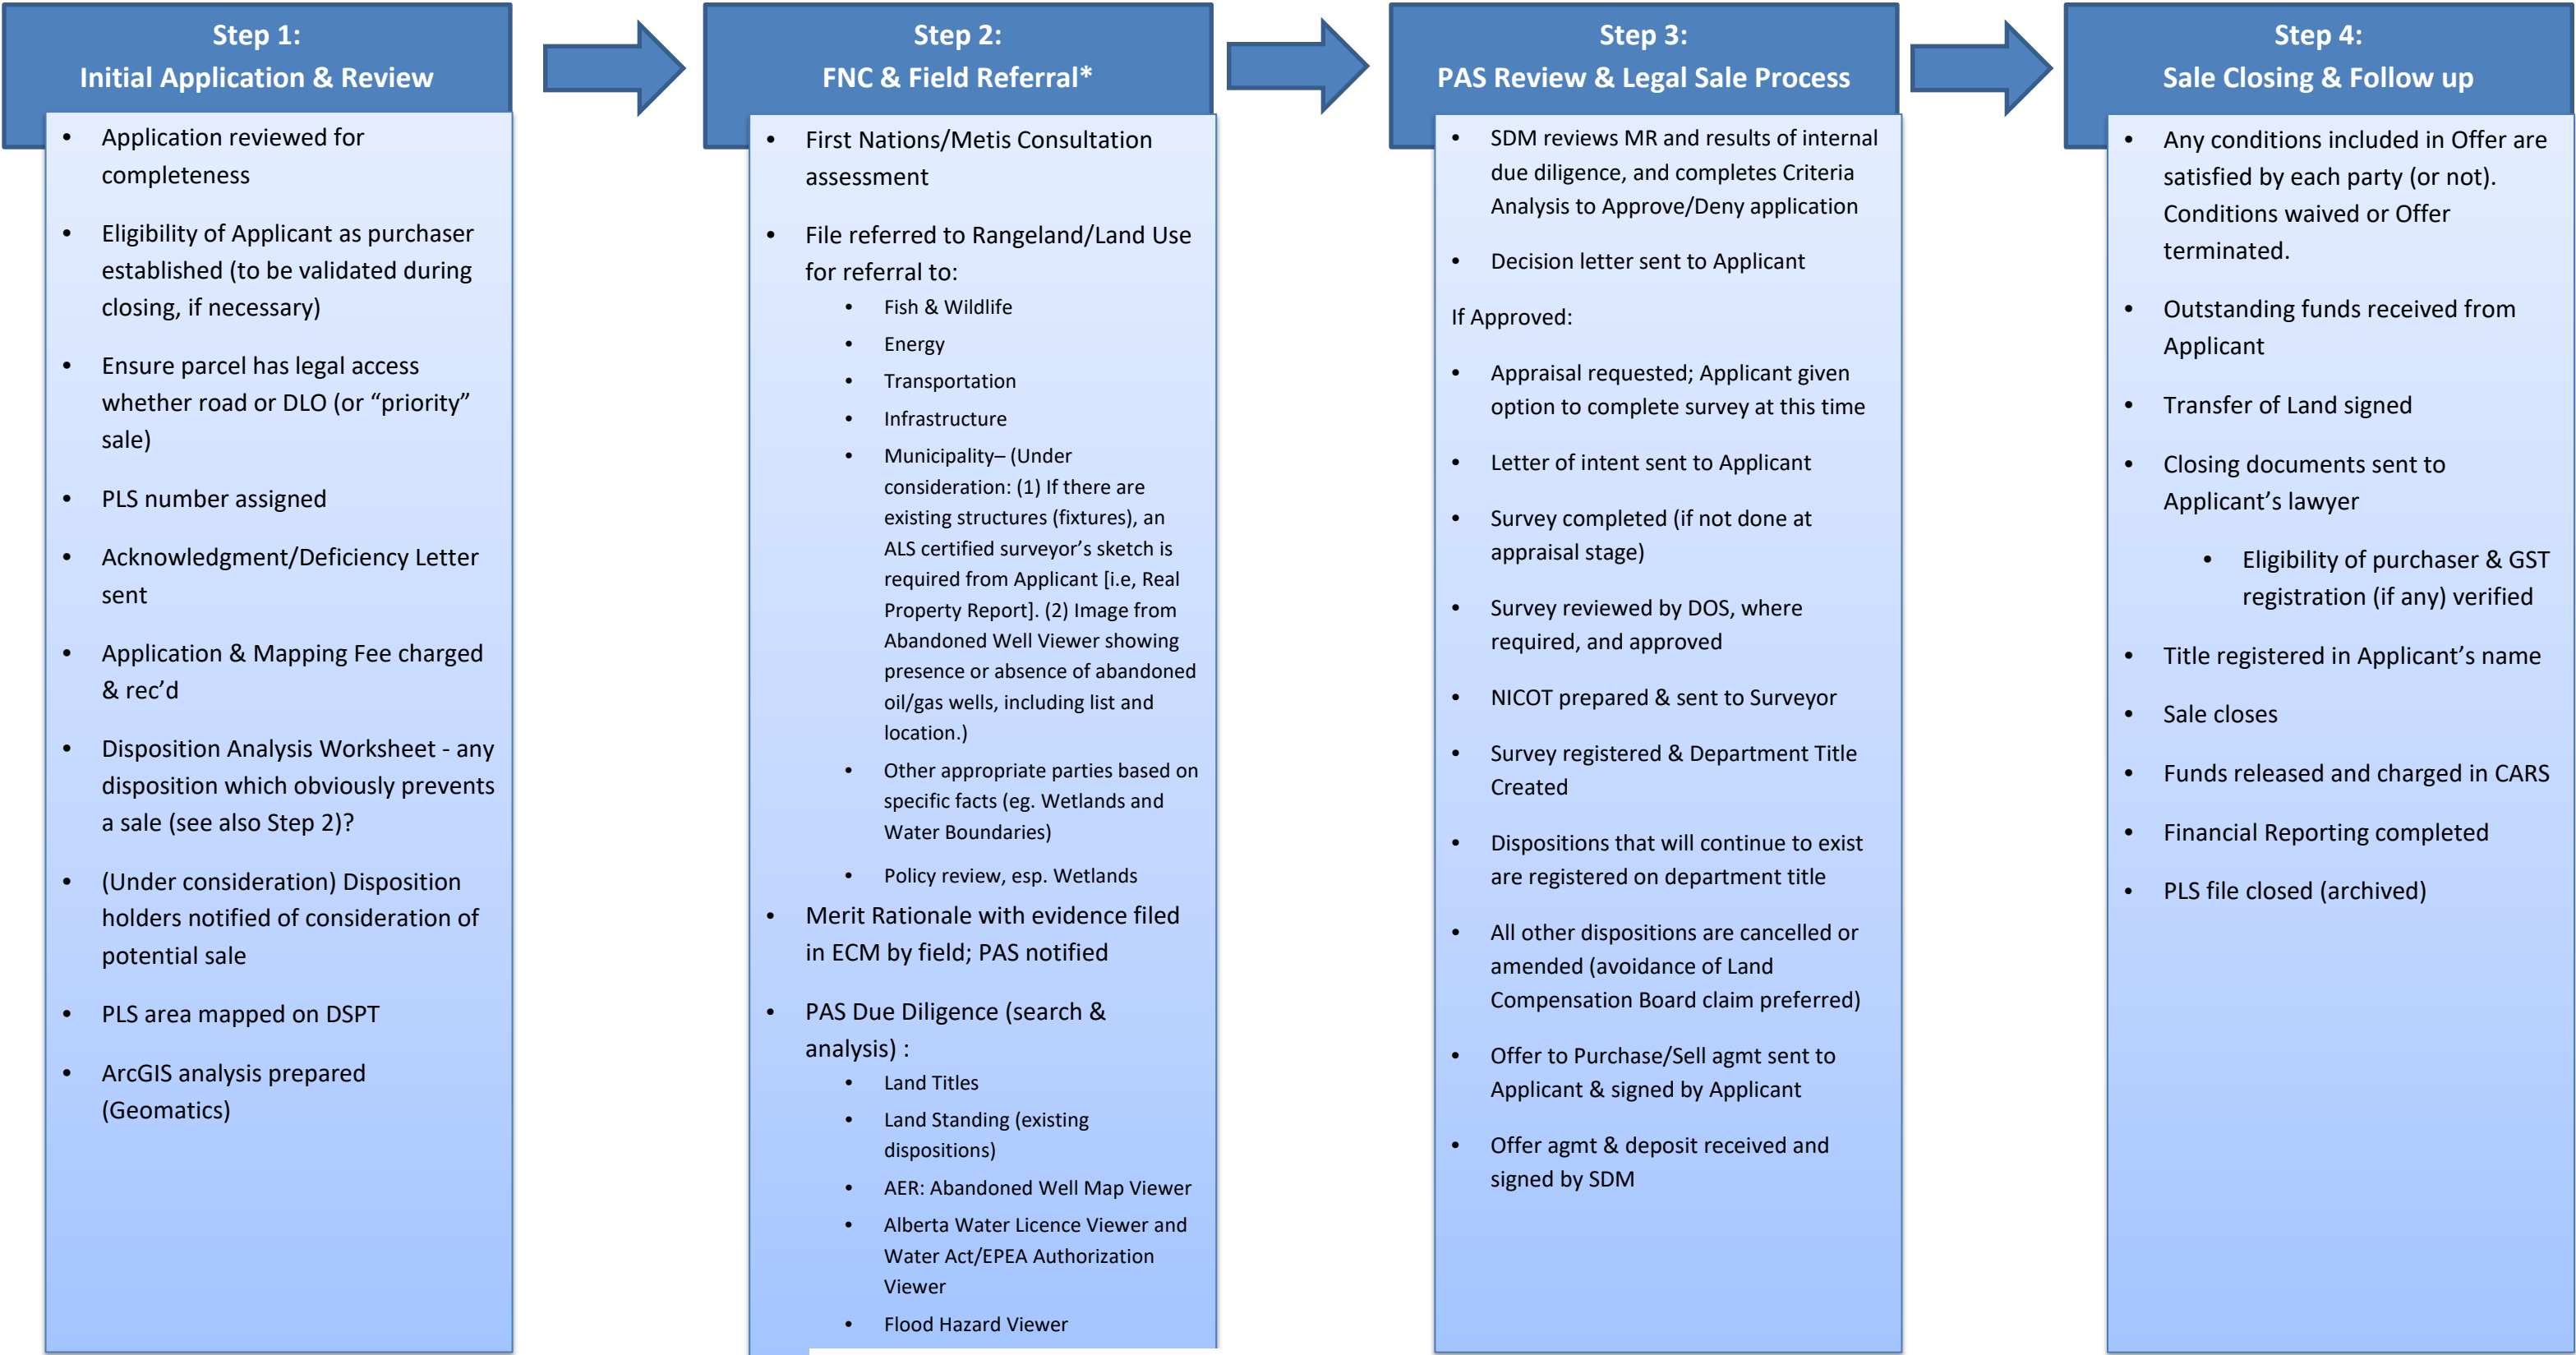 Step 1:
Initial Application & Review
• Application reviewed for
completeness
• Eligibility of Applicant as purchaser
established (to be validated during
closing, if necessary)
• Ensure parcel has legal access
whether road or DLO (or “priority”
sale)
• PLS number assigned
• Acknowledgment/Deficiency Letter
sent
• Application & Mapping Fee charged
& rec’d
• Disposition Analysis Worksheet - any
disposition which obviously prevents
a sale (see also Step 2)?
• (Under consideration) Disposition
holders notified of consideration of
potential sale
• PLS area mapped on DSPT
• ArcGIS analysis prepared
(Geomatics)
Step 2:
FNC & Field Referral*
• First Nations/Metis Consultation
assessment
• File referred to Rangeland/Land Use
for referral to:
• Fish & Wildlife
• Energy
• Transportation
• Infrastructure
• Municipality– (Under
consideration: (1) If there are
existing structures (fixtures), an
ALS certified surveyor’s sketch is
required from Applicant [i.e, Real
Property Report]. (2) Image from
Abandoned Well Viewer showing
presence or absence of abandoned
oil/gas wells, including list and
location.)
• Other appropriate parties based on
specific facts (eg. Wetlands and
Water Boundaries)
• Policy review, esp. Wetlands
• Merit Rationale with evidence filed
in ECM by field; PAS notified
• PAS Due Diligence (search &
analysis) :
• Land Titles
• Land Standing (existing
dispositions)
• AER: Abandoned Well Map Viewer
• Alberta Water Licence Viewer and
Water Act/EPEA Authorization
Viewer
• Flood Hazard Viewer
Step 3:
PAS Review & Legal Sale Process
• SDM reviews MR and results of internal
due diligence, and completes Criteria
Analysis to Approve/Deny application
• Decision letter sent to Applicant
If Approved:
• Appraisal requested; Applicant given
option to complete survey at this time
• Letter of intent sent to Applicant
• Survey completed (if not done at
appraisal stage)
• Survey reviewed by DOS, where
required, and approved
• NICOT prepared & sent to Surveyor
• Survey registered & Department Title
Created
• Dispositions that will continue to exist
are registered on department title
• All other dispositions are cancelled or
amended (avoidance of Land
Compensation Board claim preferred)
• Offer to Purchase/Sell agmt sent to
Applicant & signed by Applicant
• Offer agmt & deposit received and
signed by SDM
Step 4:
Sale Closing & Follow up
• Any conditions included in Offer are
satisfied by each party (or not).
Conditions waived or Offer
terminated.
• Outstanding funds received from
Applicant
• Transfer of Land signed
• Closing documents sent to
Applicant’s lawyer
• Eligibility of purchaser & GST
registration (if any) verified
• Title registered in Applicant’s name
• Sale closes
• Funds released and charged in CARS
• Financial Reporting completed
• PLS file closed (archived)